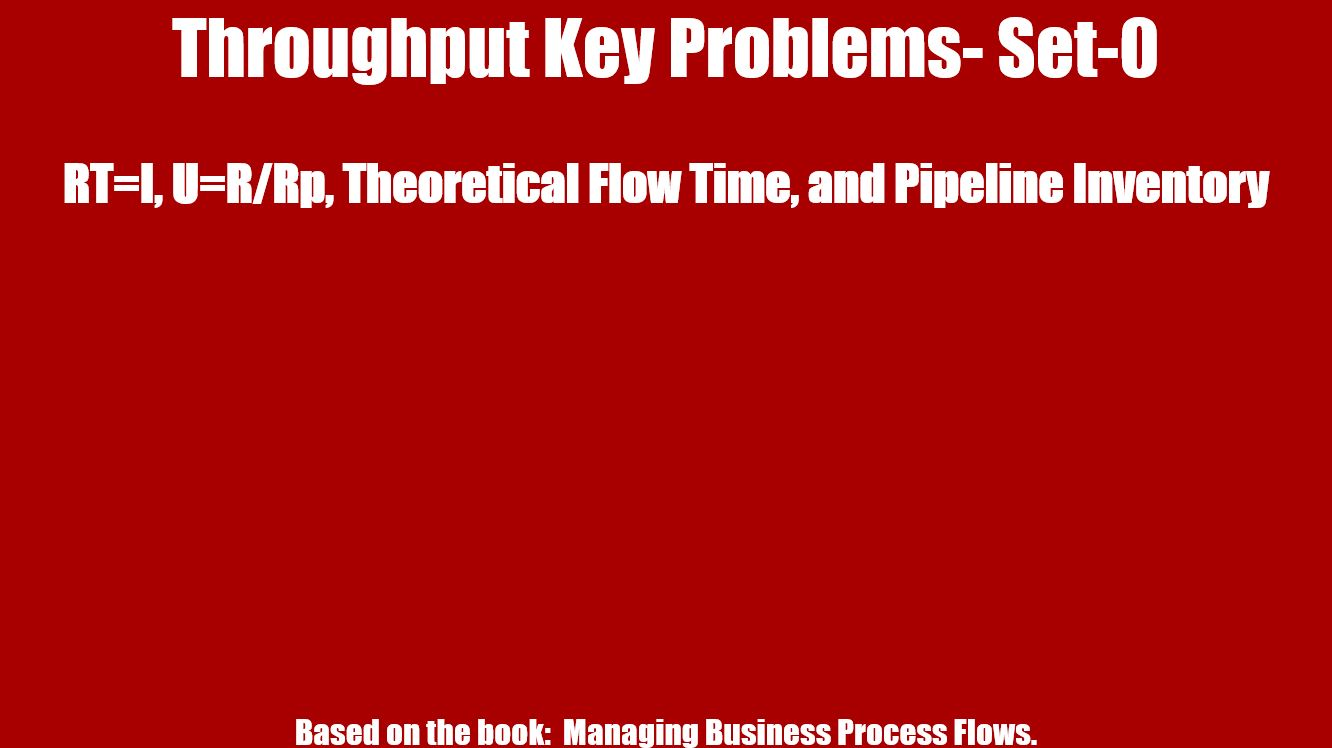 Throughput Key Problems- Set-0
RT=I, U=R/Rp, Theoretical Flow Time, and Pipeline Inventory
Based on the book:  Managing Business Process Flows.